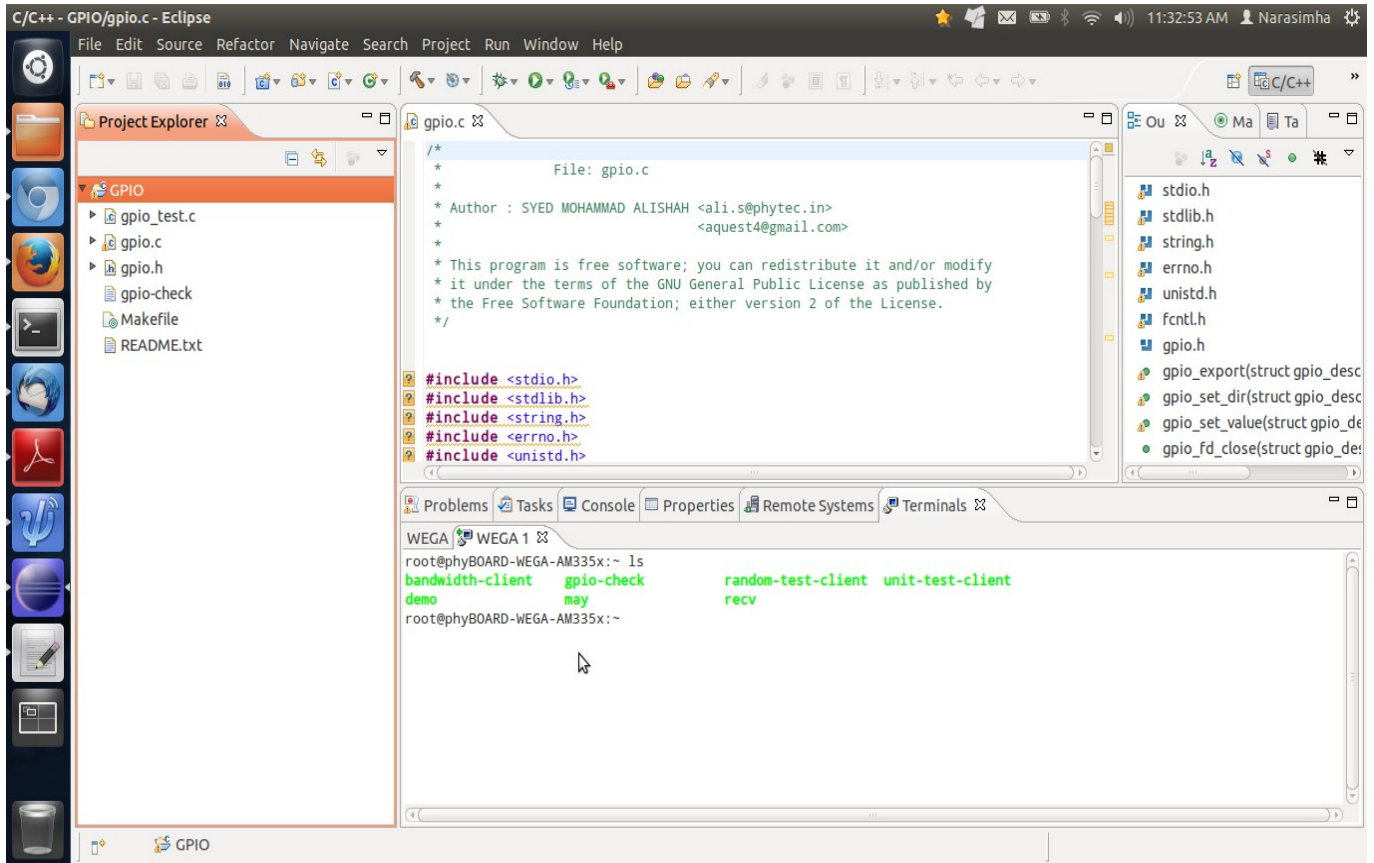 C/C++ - GPIO/gpio.c - Eclipse
11:32:53 AM Narasimha
File Edit Source Refactor Navigate Search Project Run Window Help
C/C++
»
Project Explorer
GPIO
gpio_test.c
gpio.c
gpio.h
gpio-check
Makefile
README.txt
gpio.c
/*
* File: gpio.c
*
* Author : SYED MOHAMMAD ALISHAH <ali.s@phytec.in>
* <aquest4@gmail.com>
*
* This program is free software; you can redistribute it and/or modify
* it under the terms of the GNU General Public License as published by
* the Free Software Foundation; either version 2 of the License.
*/
#include <stdio.h>
#include <stdlib.h>
#include <string.h>
#include <errno.h>
#include <unistd.h>
Ou Ma Ta
stdio.h
stdlib.h
string.h
errno.h
unistd.h
fcntl.h
gpio.h
gpio_export(struct gpio_desc
gpio_set_dir(struct gpio_desc
gpio_set_value(struct gpio_de
gpio_fd_close(struct gpio_des
Problems Tasks Console Properties Remote Systems Terminals
WEGA WEGA 1
root@phyBOARD-WEGA-AM335x:~ ls
bandwidth-client gpio-check random-test-client unit-test-client
demo may recv
root@phyBOARD-WEGA-AM335x:~
GPIO